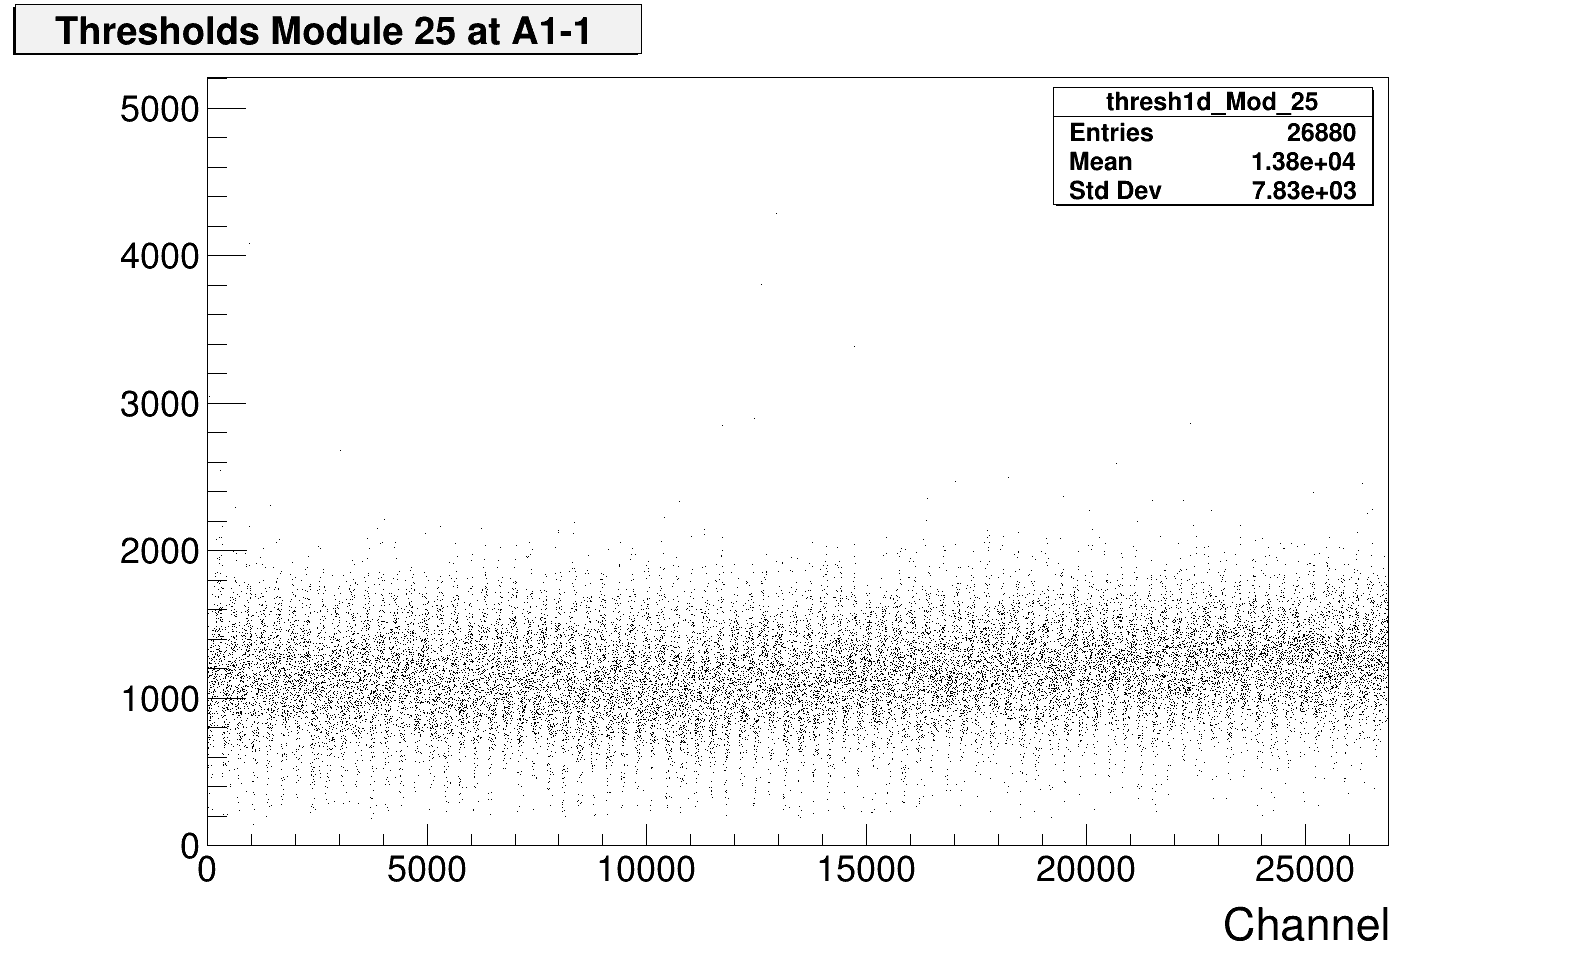 Thresholds Module 25 at A1-1
thresh1d_Mod_25
Entries 26880
Mean 1.38e+04
Std Dev 7.83e+03
5000
4000
3000
2000
1000
0
0 5000 10000 15000 20000 25000
Channel